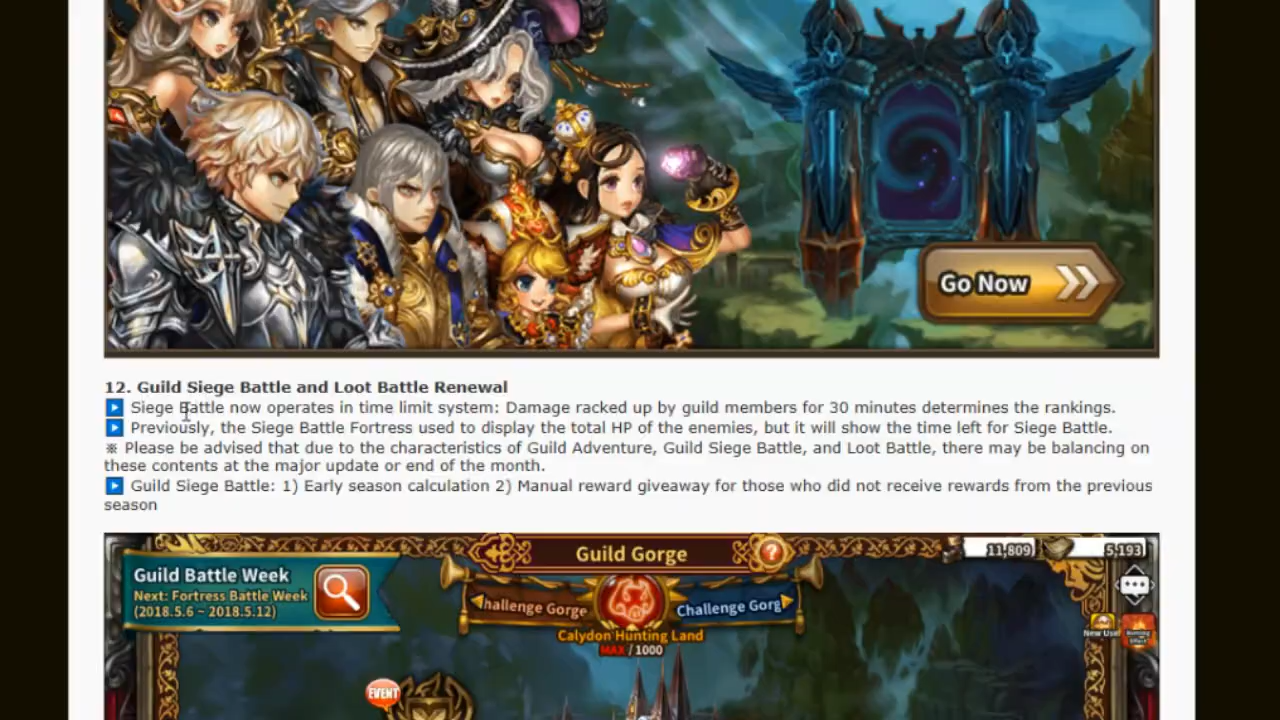 Go Now
12. Guild Siege Battle and Loot Battle Renewal
Siege Battle now operates in time limit system: Damage racked up by guild members for 30 minutes determines the rankings.
Previously, the Siege Battle Fortress used to display the total HP of the enemies, but it will show the time left for Siege Battle.
※ Please be advised that due to the characteristics of Guild Adventure, Guild Siege Battle, and Loot Battle, there may be balancing on
these contents at the major update or end of the month.
Guild Siege Battle: 1) Early season calculation 2) Manual reward giveaway for those who did not receive rewards from the previous
season
Guild Gorge
?
11,809
5,193
Guild Battle Week
Next: Fortress Battle Week
(2018.5.6 ~ 2018.5.12)
hallenge Gorge
Challenge Gorg
Calydon Hunting Land
MAX / 1000
New User
Burning Effect
EVENT